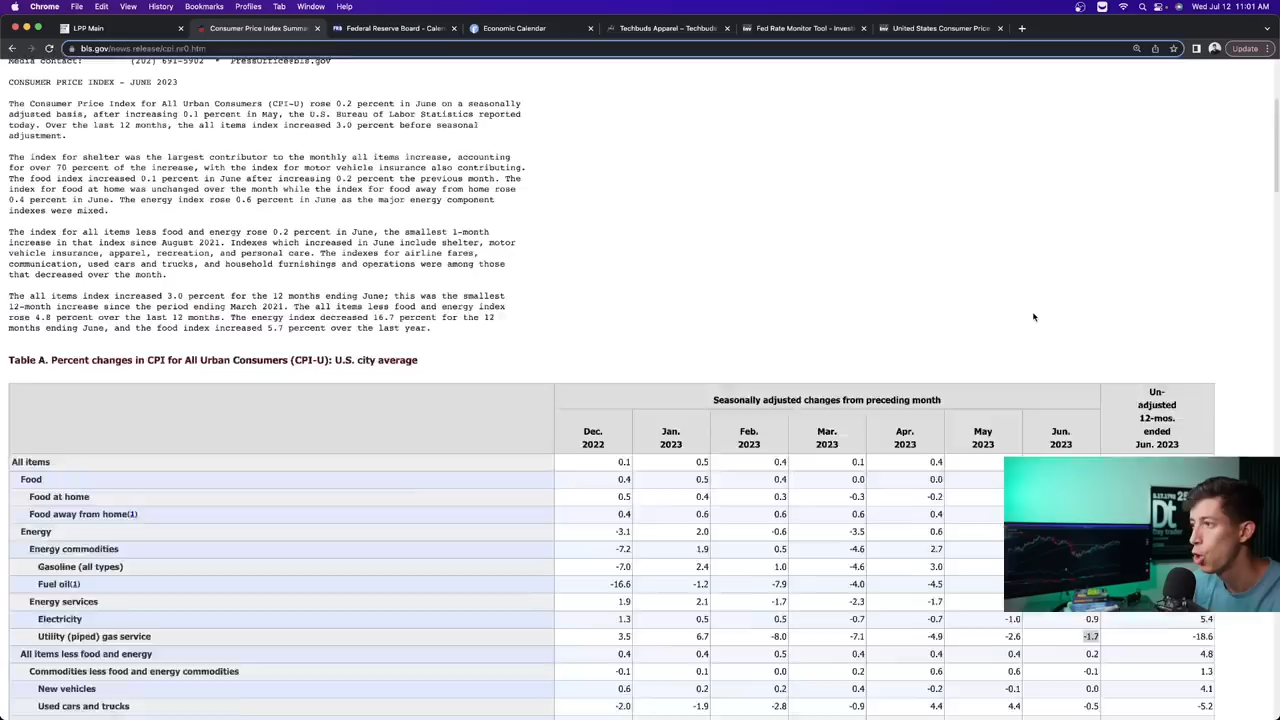 Chrome File Edit View History Bookmarks Profiles Tab Window Help Wed Jul 12 11:01 AM
LPP Main Consumer Price Index Summa Federal Reserve Board - Calen Economic Calendar Techbuds Apparel – Techbuds Fed Rate Monitor Tool - Investi United States Consumer Price
bls.gov/news.release/cpi.nr0.htm Update
Media contact: (202) 691-5902 • PressOffice@bls.gov
CONSUMER PRICE INDEX - JUNE 2023
The Consumer Price Index for All Urban Consumers (CPI-U) rose 0.2 percent in June on a seasonally
adjusted basis, after increasing 0.1 percent in May, the U.S. Bureau of Labor Statistics reported
today. Over the last 12 months, the all items index increased 3.0 percent before seasonal
adjustment.
The index for shelter was the largest contributor to the monthly all items increase, accounting
for over 70 percent of the increase, with the index for motor vehicle insurance also contributing.
The food index increased 0.1 percent in June after increasing 0.2 percent the previous month. The
index for food at home was unchanged over the month while the index for food away from home rose
0.4 percent in June. The energy index rose 0.6 percent in June as the major energy component
indexes were mixed.
The index for all items less food and energy rose 0.2 percent in June, the smallest 1-month
increase in that index since August 2021. Indexes which increased in June include shelter, motor
vehicle insurance, apparel, recreation, and personal care. The indexes for airline fares,
communication, used cars and trucks, and household furnishings and operations were among those
that decreased over the month.
The all items index increased 3.0 percent for the 12 months ending June; this was the smallest
12-month increase since the period ending March 2021. The all items less food and energy index
rose 4.8 percent over the last 12 months. The energy index decreased 16.7 percent for the 12
months ending June, and the food index increased 5.7 percent over the last year.
Table A. Percent changes in CPI for All Urban Consumers (CPI-U): U.S. city average
Seasonally adjusted changes from preceding month
Un-
adjusted
12-mos.
ended
Jun. 2023
Dec. 2022 Jan. 2023 Feb. 2023 Mar. 2023 Apr. 2023 May 2023 Jun. 2023
All items 0.1 0.5 0.4 0.1 0.4
Food 0.4 0.5 0.4 0.0 0.0
Food at home 0.5 0.4 0.3 -0.3 -0.2
Food away from home(1) 0.4 0.6 0.6 0.6 0.4
Energy -3.1 2.0 -0.6 -3.5 0.6
Energy commodities -7.2 1.9 0.5 -4.6 2.7
Gasoline (all types) -7.0 2.4 1.0 -4.6 3.0
Fuel oil(1) -16.6 -1.2 -7.9 -4.0 -4.5
Energy services 1.9 2.1 -1.7 -2.3 -1.7
Electricity 1.3 0.5 0.5 -0.7 -0.7 -1.0 0.9 5.4
Utility (piped) gas service 3.5 6.7 -8.0 -7.1 -4.9 -2.6 -1.7 -18.6
All items less food and energy 0.4 0.4 0.5 0.4 0.4 0.4 0.2 4.8
Commodities less food and energy commodities -0.1 0.1 0.0 0.2 0.6 0.6 -0.1 1.3
New vehicles 0.6 0.2 0.2 0.4 -0.2 -0.1 0.0 4.1
Used cars and trucks -2.0 -1.9 -2.8 -0.9 4.4 4.4 -0.5 -5.2
Dt